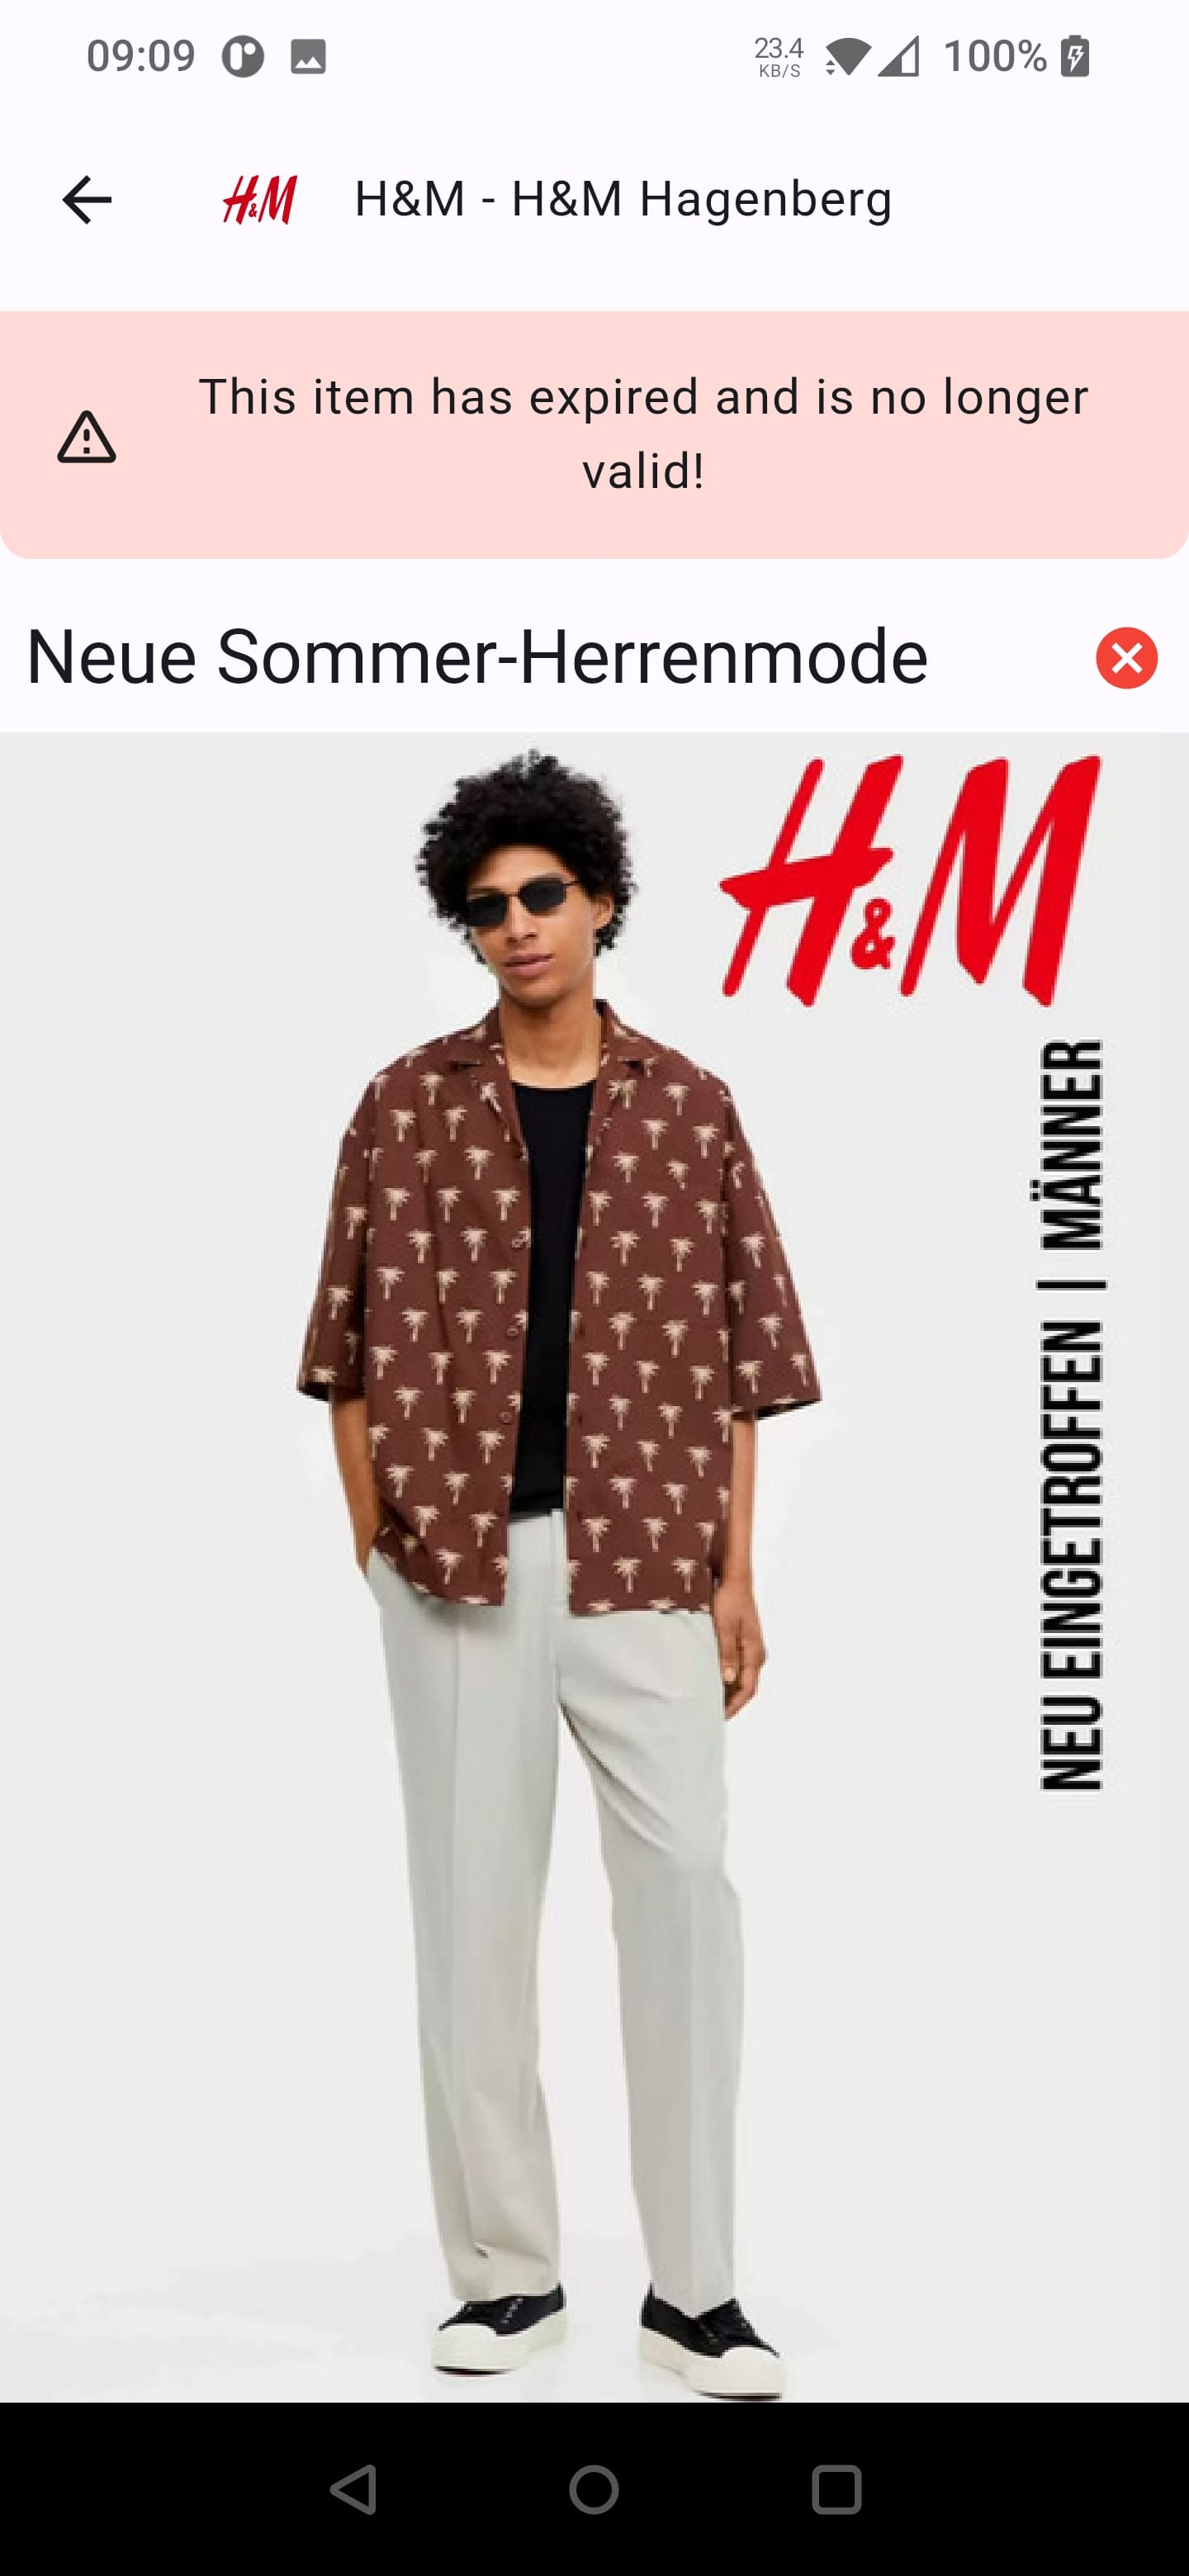 09:09
23.4
KB/S
100%
H&M
H&M - H&M Hagenberg
This item has expired and is no longer
valid!
Neue Sommer-Herrenmode
H&M
NEU EINGETROFFEN | MÄNNER